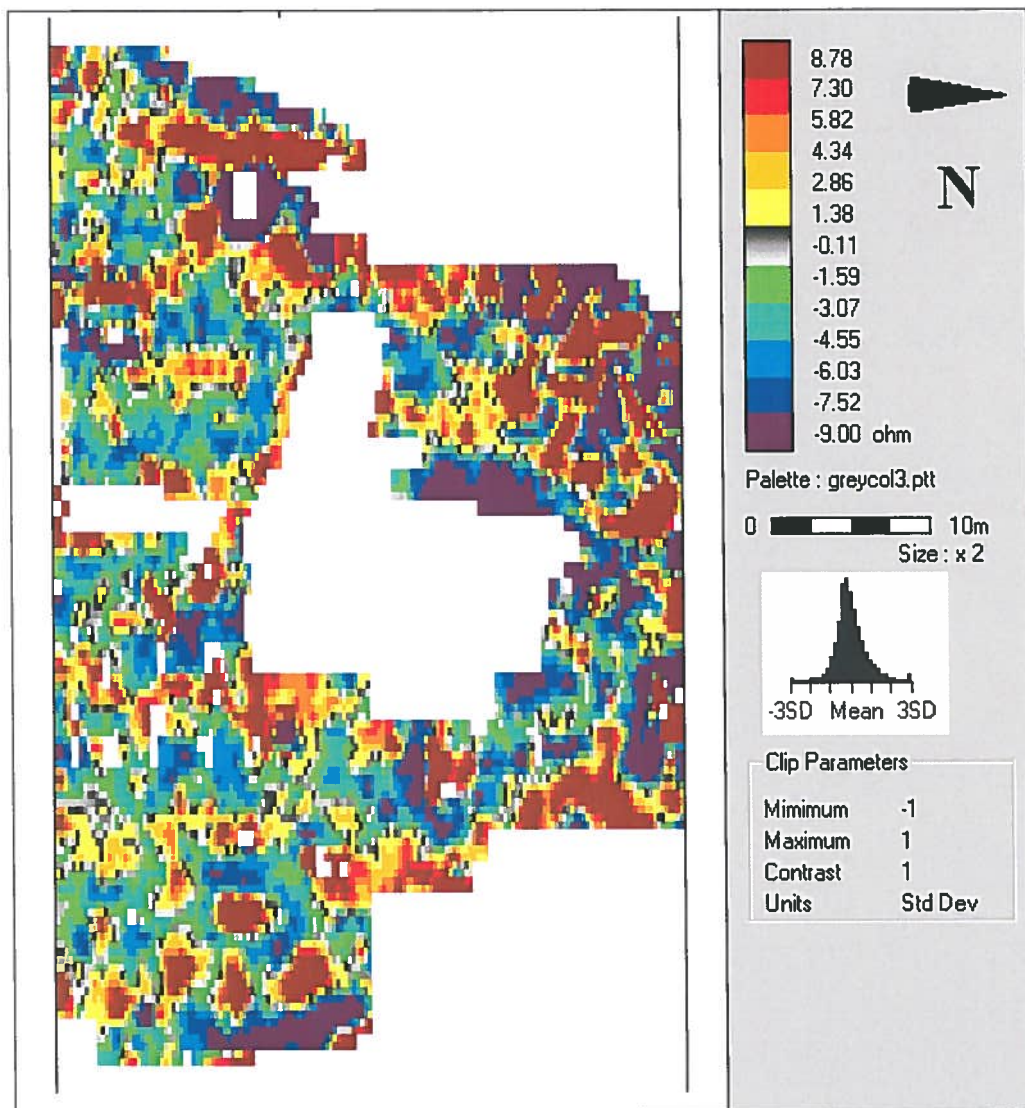 8.78
7.30
5.82
4.34
2.86
1.38
-0.11
-1.59
-3.07
-4.55
-6.03
-7.52
-9.00 ohm
N
Palette : greycol3.ptt
0 10m
Size : x 2
-3SD Mean 3SD
Clip Parameters
Mimimum -1
Maximum 1
Contrast 1
Units Std Dev